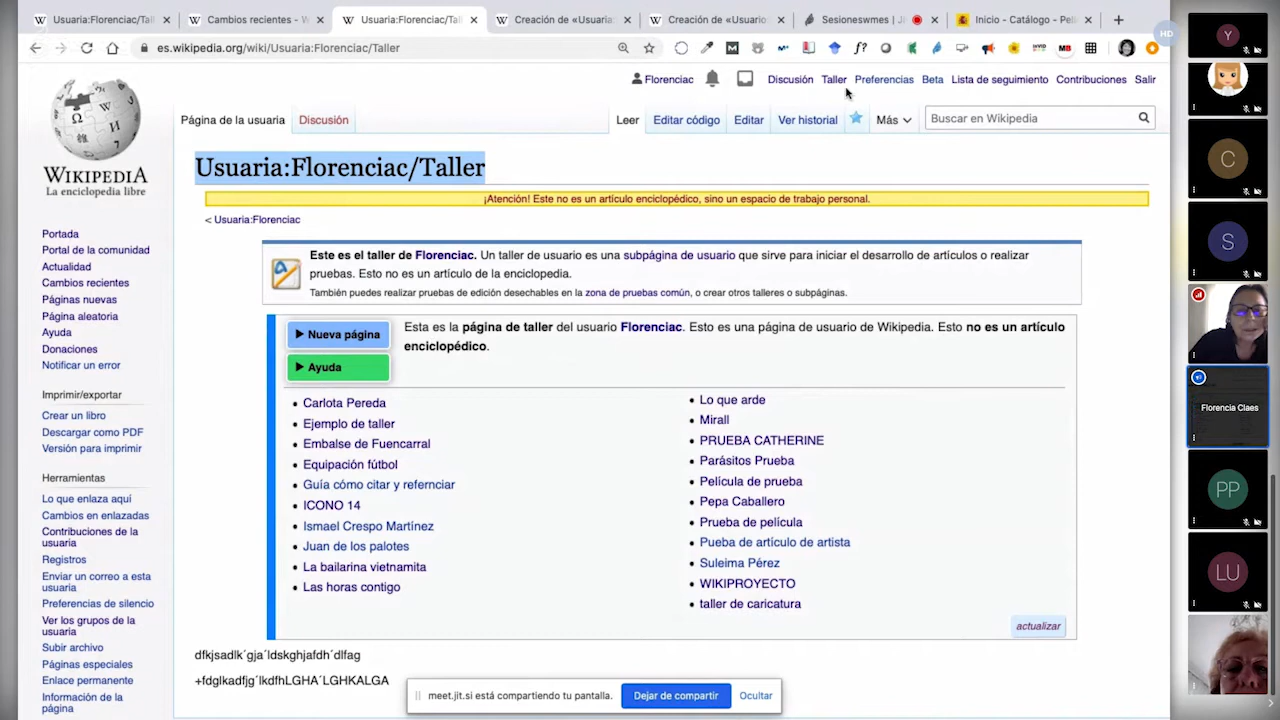 Usuaria:Florenciac/Tall
Cambios recientes - W
Usuaria:Florenciac/Tall
Creación de «Usuaria:
Creación de «Usuario:
Sesioneswmes | Ji
Inicio - Catálogo - Peli
es.wikipedia.org/wiki/Usuaria:Florenciac/Taller
HD
Florenciac
Discusión Taller Preferencias Beta Lista de seguimiento Contribuciones Salir
Página de la usuaria Discusión Leer Editar código Editar Ver historial Más Buscar en Wikipedia
WIKIPEDIA
La enciclopedia libre
Usuaria:Florenciac/Taller
¡Atención! Este no es un artículo enciclopédico, sino un espacio de trabajo personal.
< Usuaria:Florenciac
Este es el taller de Florenciac. Un taller de usuario es una subpágina de usuario que sirve para iniciar el desarrollo de artículos o realizar
pruebas. Esto no es un artículo de la enciclopedia.
También puedes realizar pruebas de edición desechables en la zona de pruebas común, o crear otros talleres o subpáginas.
Nueva página
Ayuda
Esta es la página de taller del usuario Florenciac. Esto es una página de usuario de Wikipedia. Esto no es un artículo
enciclopédico.
Carlota Pereda
Ejemplo de taller
Embalse de Fuencarral
Equipación fútbol
Guía cómo citar y refernciar
ICONO 14
Ismael Crespo Martínez
Juan de los palotes
La bailarina vietnamita
Las horas contigo
Lo que arde
Mirall
PRUEBA CATHERINE
Parásitos Prueba
Película de prueba
Pepa Caballero
Prueba de película
Pueba de artículo de artista
Suleima Pérez
WIKIPROYECTO
taller de caricatura
actualizar
dfkjsadlk´gja´ldskghjafdh´dlfag
+fdglkadfjg´lkdfhLGHA´LGHKALGA
Portada
Portal de la comunidad
Actualidad
Cambios recientes
Páginas nuevas
Página aleatoria
Ayuda
Donaciones
Notificar un error
Imprimir/exportar
Crear un libro
Descargar como PDF
Versión para imprimir
Herramientas
Lo que enlaza aquí
Cambios en enlazadas
Contribuciones de la
usuaria
Registros
Enviar un correo a esta
usuaria
Preferencias de silencio
Ver los grupos de la
usuaria
Subir archivo
Páginas especiales
Enlace permanente
Información de la
página
meet.jit.si está compartiendo tu pantalla. Dejar de compartir Ocultar
Y
C
S
Florencia Claes
PP
LU